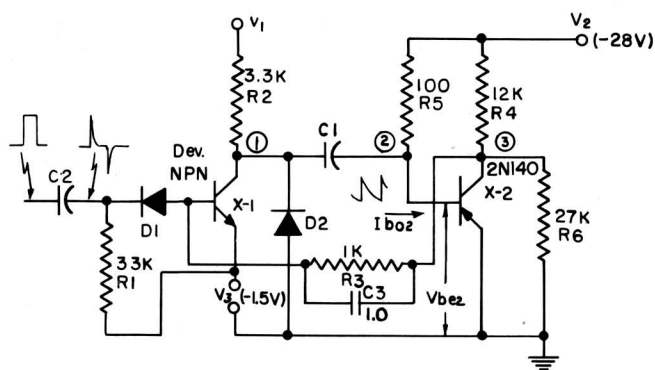 V₁
V₂
(-28V)
3.3K
R2
100
R5
12K
R4
①
C1
②
③
Dev.
NPN
C2
X-1
2N140
X-2
D1
D2
I bo2
27K
R6
33K
R1
1K
R3
C3
1.0
Vbe2
V₃ (-1.5V)